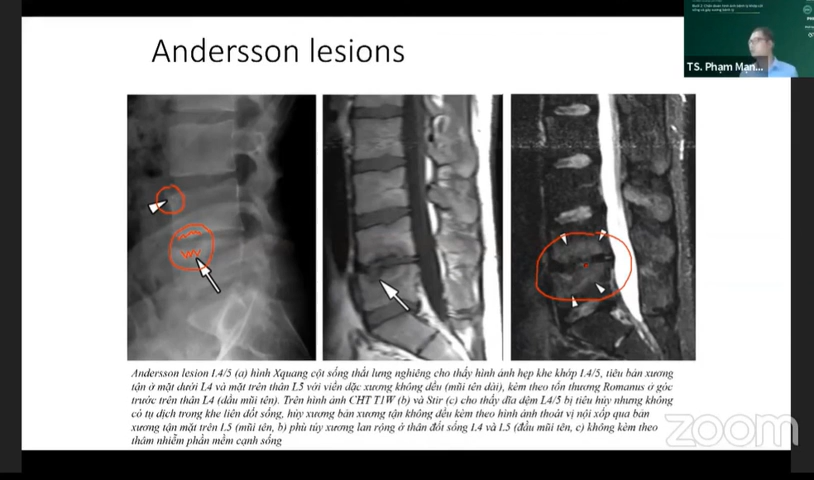 Andersson lesions
TS. Phạm Mạn...
Andersson lesion L4/5 (a) hình Xquang cột sống thắt lưng nghiêng cho thấy hình ảnh hẹp khe khớp L4/5, tiêu bản xương
tận ở mặt dưới L4 và mặt trên thân L5 với viền đặc xương không đều (mũi tên dài), kèm theo tổn thương Romanus ở góc
trước trên thân L4 (đầu mũi tên). Trên hình ảnh CHT T1W (b) và Stir (c) cho thấy đĩa đệm L4/5 bị tiêu hủy nhưng không
có tụ dịch trong khe liên đốt sống, hủy xương bản xương tận không đều kèm theo hình ảnh thoát vị nội xốp qua bản
xương tận mặt trên L5 (mũi tên, b) phù tủy xương lan rộng ở thân đốt sống L4 và L5 (đầu mũi tên, c) không kèm theo
thâm nhiễm phần mềm cạnh sống
zoom